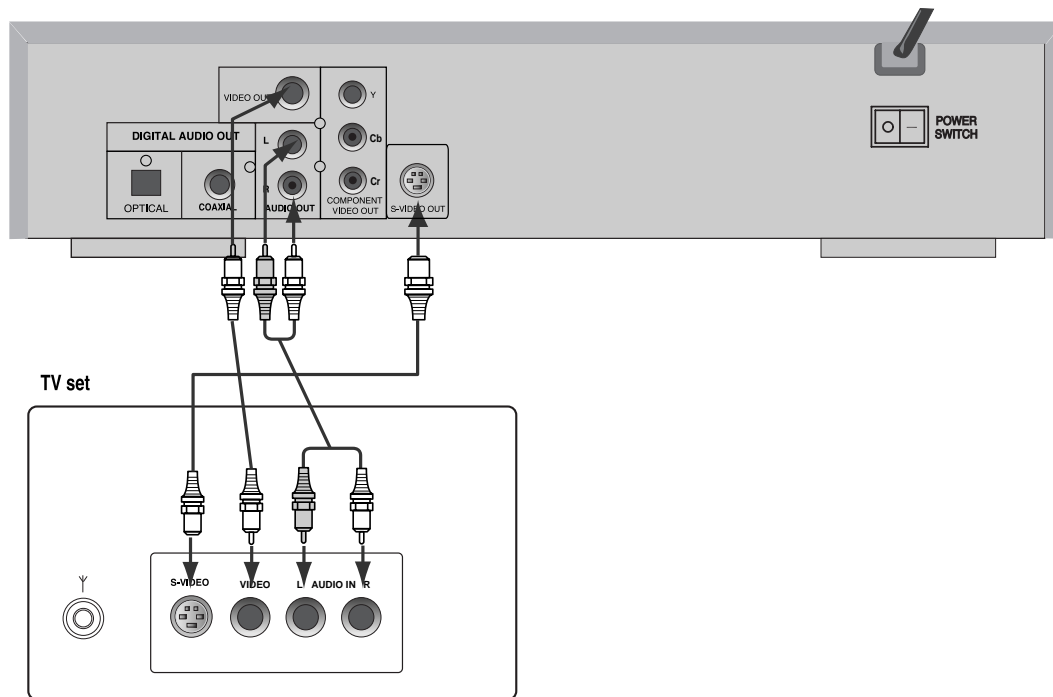 VIDEO OUT
Y
DIGITAL AUDIO OUT
L
Cb
R
Cr
OPTICAL
COAXIAL
AUDIO OUT
COMPONENT
VIDEO OUT
S-VIDEO OUT
O
—
POWER
SWITCH
TV set
S-VIDEO
VIDEO
L AUDIO IN R